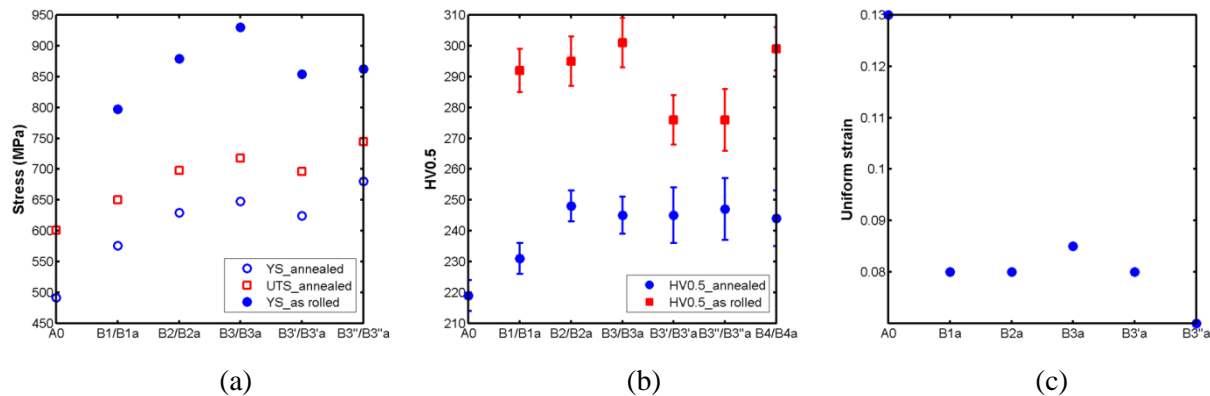 950
900
850
800
750
700
650
600
550
500
450
Stress (MPa)
A0 B1/B1a B2/B2a B3/B3a B3'/B3'a B3''/B3''a
YS_annealed
UTS_annealed
YS_as rolled
(a)
310
300
290
280
270
260
250
240
230
220
210
HV0.5
A0 B1/B1a B2/B2a B3/B3a B3'/B3'a B3''/B3''a B4/B4a
HV0.5_annealed
HV0.5_as rolled
(b)
0.13
0.12
0.11
0.1
0.09
0.08
Uniform strain
A0 B1a B2a B3a B3'a B3''a
(c)